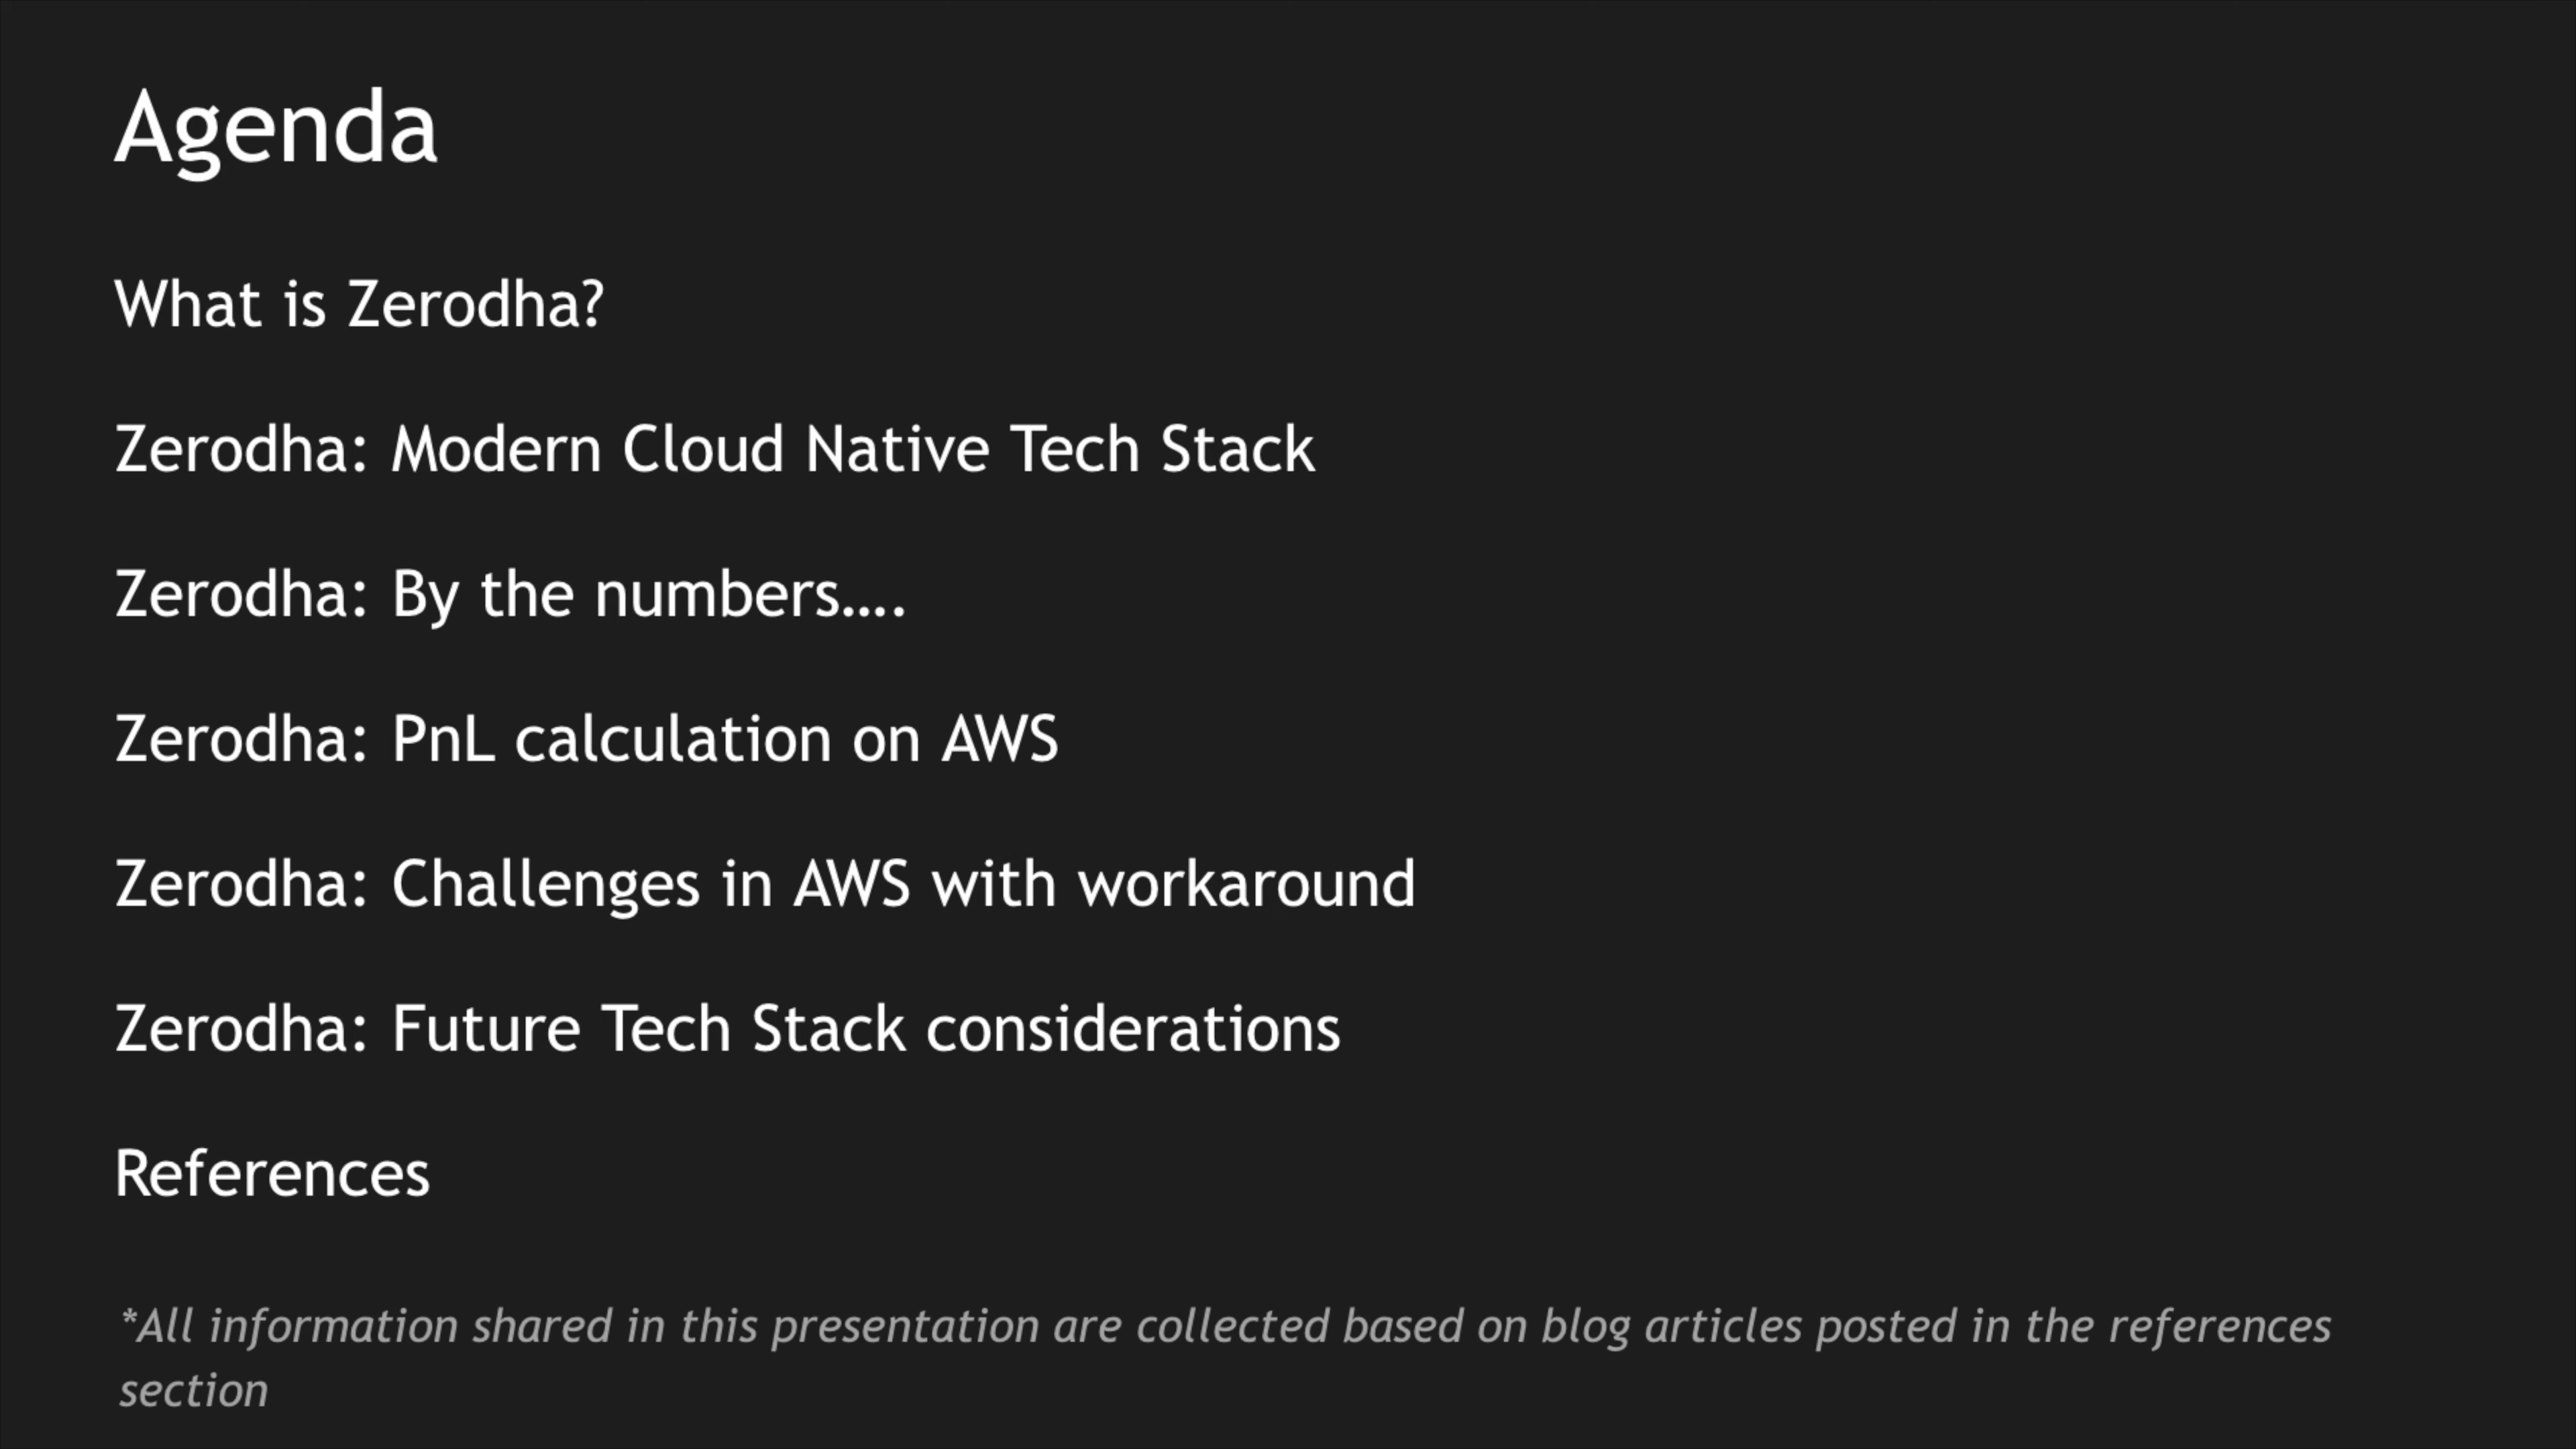 Agenda
What is Zerodha?
Zerodha: Modern Cloud Native Tech Stack
Zerodha: By the numbers....
Zerodha: PnL calculation on AWS
Zerodha: Challenges in AWS with workaround
Zerodha: Future Tech Stack considerations
References
*All information shared in this presentation are collected based on blog articles posted in the references
section